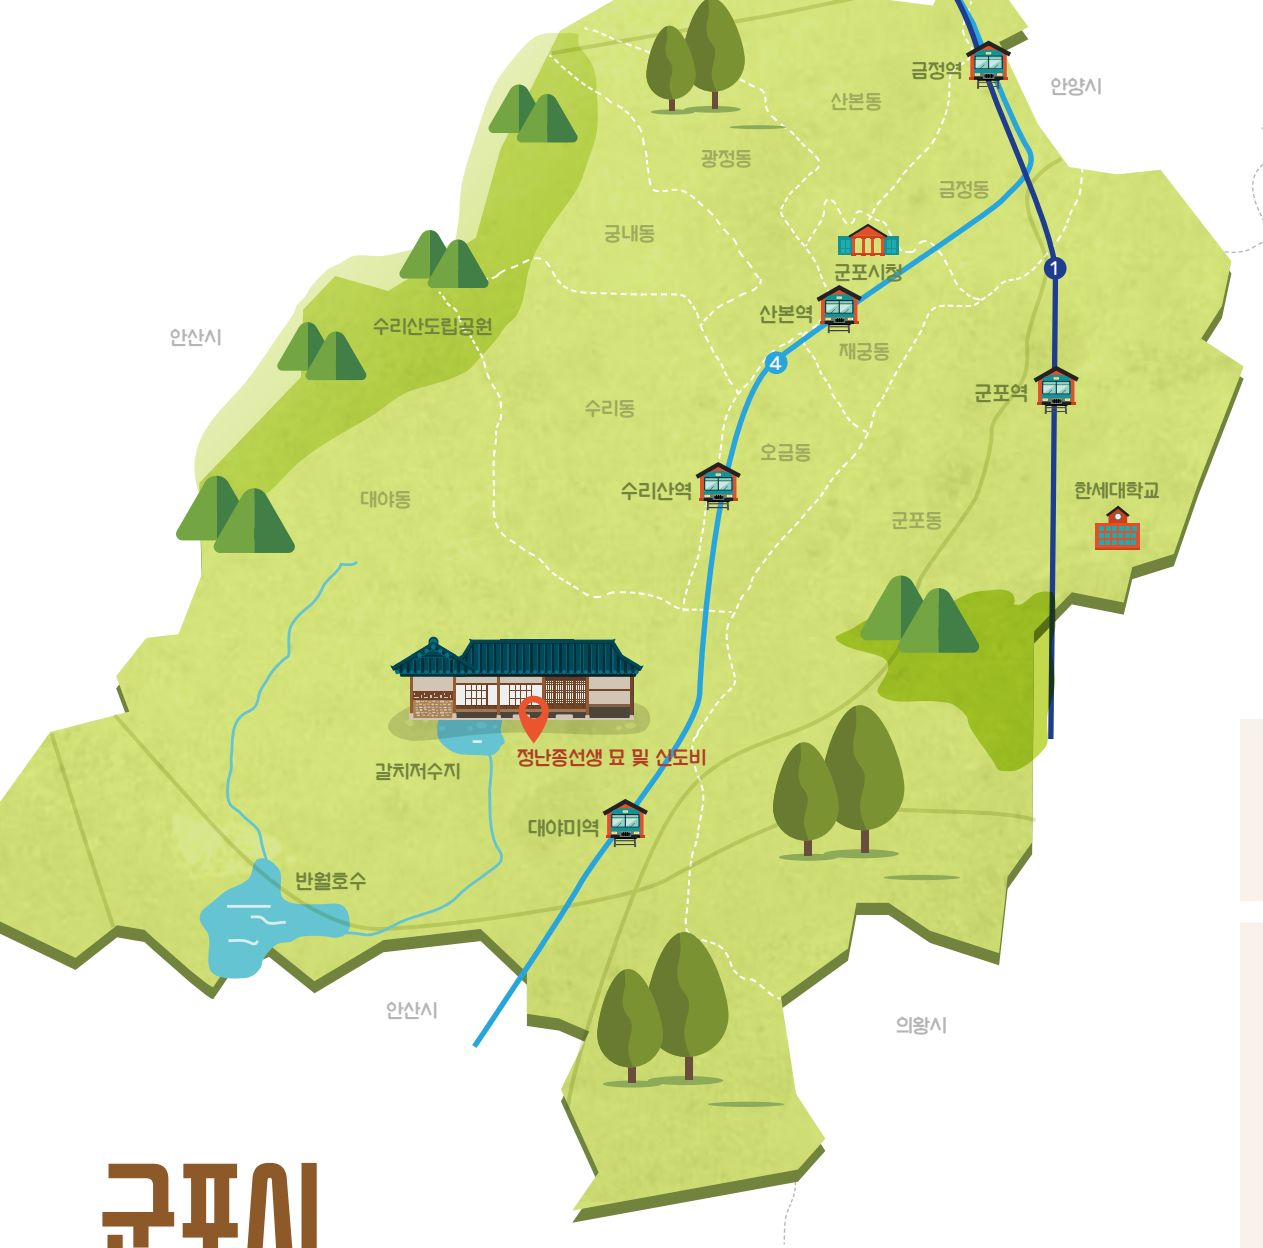 금정역
안양시
산본동
광정동
금정동
궁내동
군포시청
1
산본역
수리산도립공원
안산시
재궁동
4
군포역
수리동
오금동
수리산역
한세대학교
대야동
군포동
정난종선생 묘 및 신도비
갈치저수지
대야미역
반월호수
안산시
의왕시
군포시